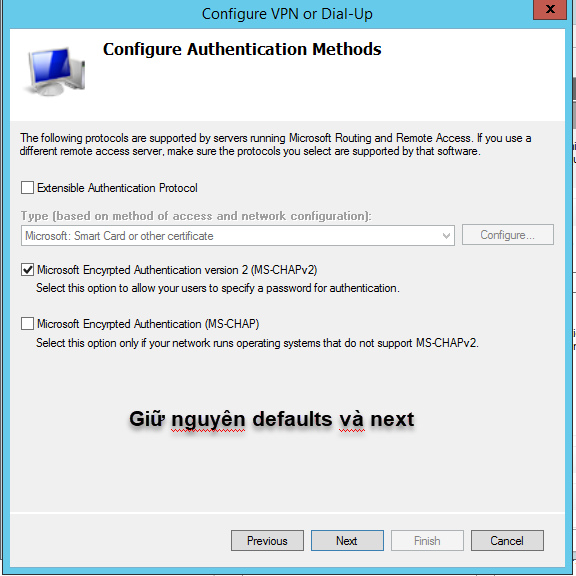 Configure VPN or Dial-Up
x
Configure Authentication Methods
The following protocols are supported by servers running Microsoft Routing and Remote Access. If you use a
different remote access server, make sure the protocols you select are supported by that software.
Extensible Authentication Protocol
Type (based on method of access and network configuration):
Microsoft: Smart Card or other certificate
Configure...
Microsoft Encyrpted Authentication version 2 (MS-CHAPv2)
Select this option to allow your users to specify a password for authentication.
Microsoft Encyrpted Authentication (MS-CHAP)
Select this option only if your network runs operating systems that do not support MS-CHAPv2.
Giữ nguyên defaults và next
Previous Next Finish Cancel